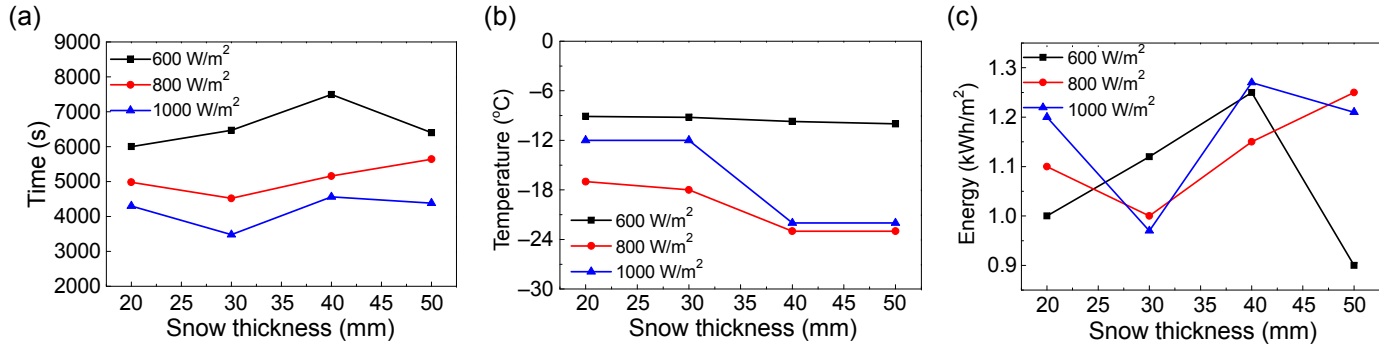 (a)
9000
8000
7000
6000
5000
4000
3000
2000
Time (s)
600 W/m²
800 W/m²
1000 W/m²
20 25 30 35 40 45 50
Snow thickness (mm)
(b)
0
–6
–12
–18
–24
–30
Temperature (°C)
600 W/m²
800 W/m²
1000 W/m²
20 25 30 35 40 45 50
Snow thickness (mm)
(c)
1.3
1.2
1.1
1.0
0.9
Energy (kWh/m²)
600 W/m²
800 W/m²
1000 W/m²
20 25 30 35 40 45 50
Snow thickness (mm)